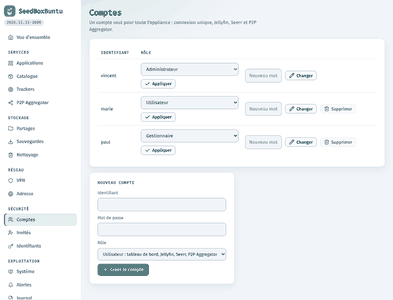 SeedBoxBuntu
2026.11.11-2000
Vue d'ensemble
SERVICES
Applications
Catalogue
Trackers
P2P Aggregator
STOCKAGE
Partages
Sauvegardes
Nettoyage
RÉSEAU
VPN
Adresse
SÉCURITÉ
Comptes
Invités
Identifiants
EXPLOITATION
Système
Alertes
Journal
Comptes
Un compte vaut pour toute l'appliance : connexion unique, Jellyfin, Seerr et P2P
Aggregator.
IDENTIFIANT RÔLE
vincent Administrateur Nouveau mot Changer
Appliquer
marie Utilisateur Nouveau mot Changer Supprimer
Appliquer
paul Gestionnaire Nouveau mot Changer Supprimer
Appliquer
NOUVEAU COMPTE
Identifiant
Mot de passe
Rôle
Utilisateur : tableau de bord, Jellyfin, Seerr, P2P Aggregator
Créer le compte